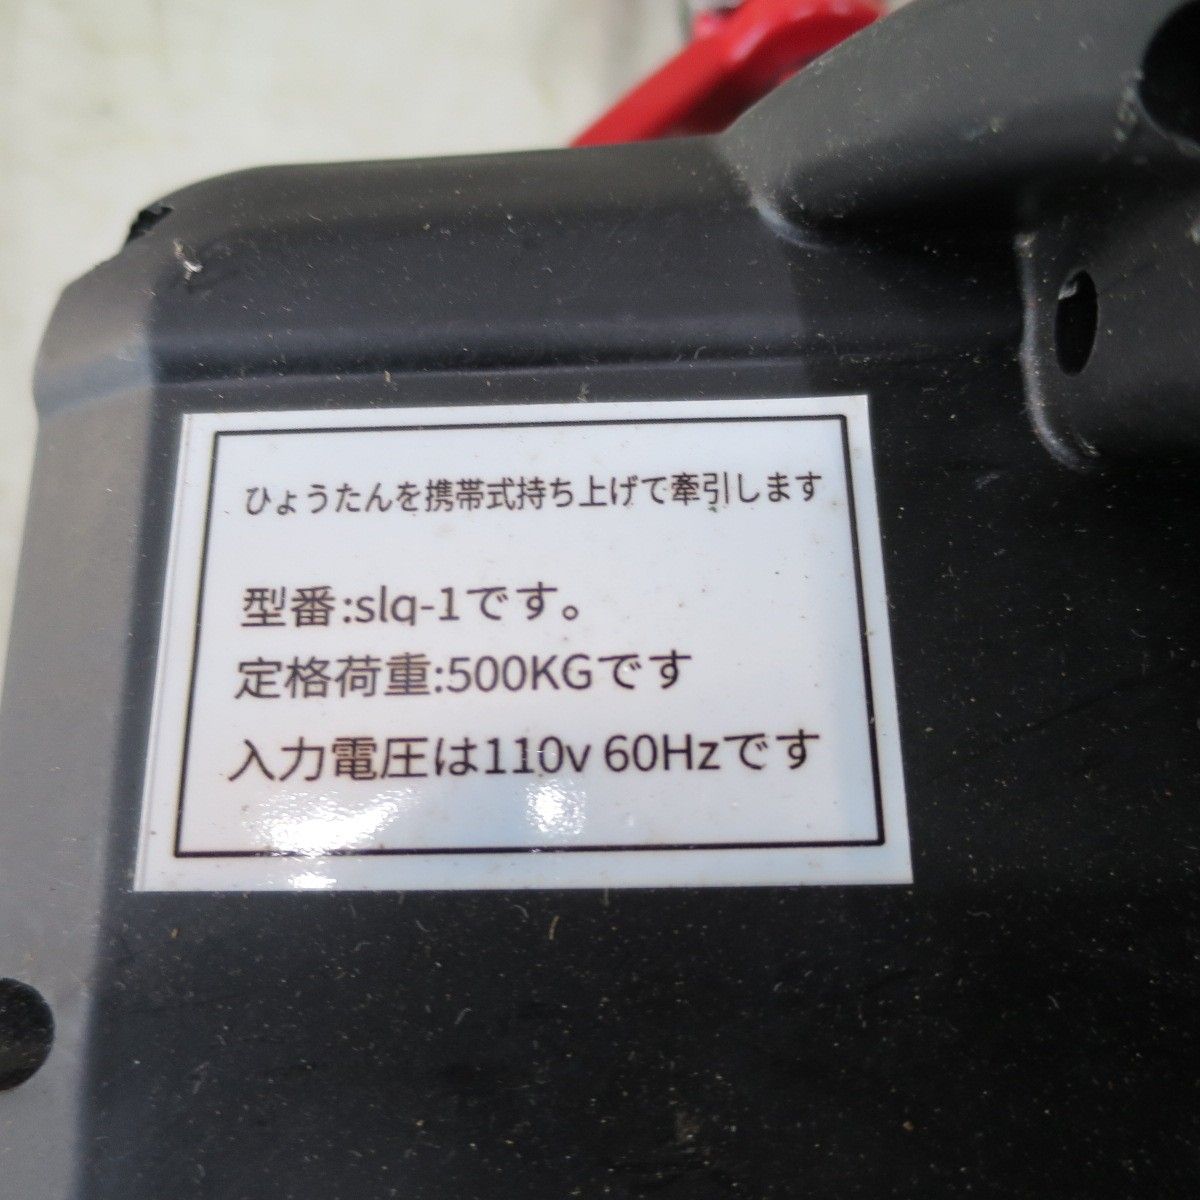 ひょうたんを携帯式持ち上げて牽引します
型番:slq-1です。
定格荷重:500KGです
入力電圧は110v 60Hzです